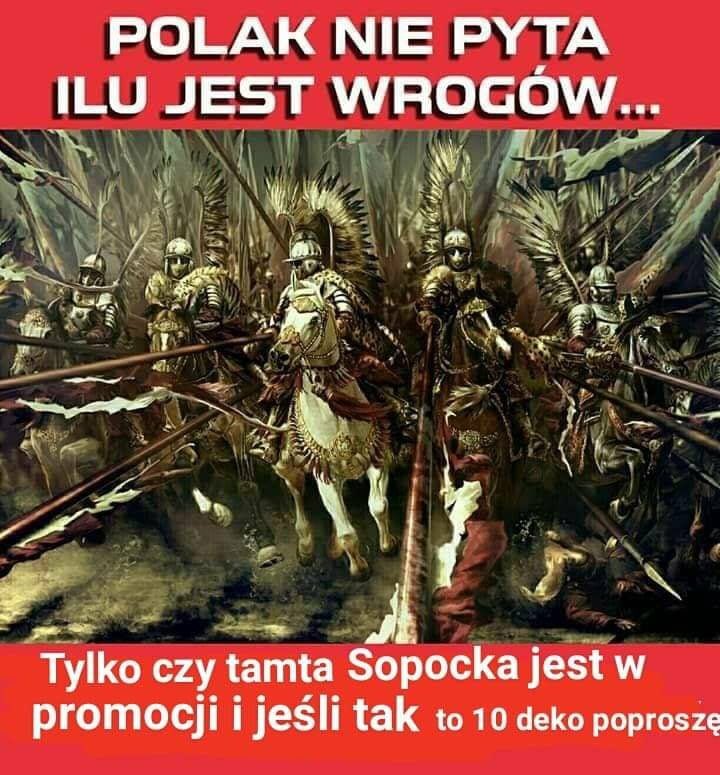 POLAK NIE PYTA
ILU JEST WROGÓW...
Tylko czy tamta Sopocka jest w
promocji i jeśli tak to 10 deko poproszę